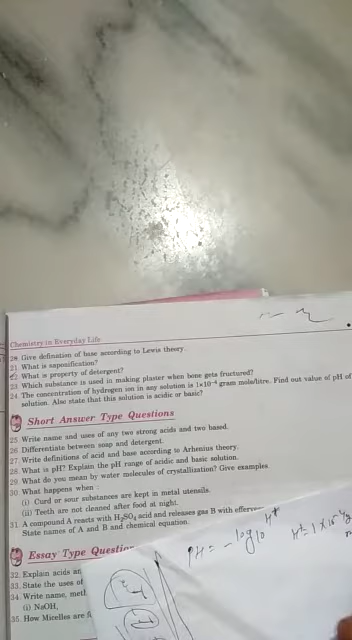 Chemistry in Everyday Life
20. Give defination of base according to Lewis theory.
21. What is saponification?
22. What is property of detergent?
23. Which substance is used in making plaster when bone gets fructured?
24. The concentration of hydrogen ion in any solution is 1×10⁻⁴ gram mole/litre. Find out value of pH of
solution. Also state that this solution is acidic or basic?
Short Answer Type Questions
25. Write name and uses of any two strong acids and two based.
26. Differentiate between soap and detergent.
27. Write definations of acid and base according to Arhenius theory.
28. What is pH? Explain the pH range of acidic and basic solution.
29. What do you mean by water molecules of crystallization? Give examples.
30. What happens when :
(i) Curd or sour substances are kept in metal utensils.
(ii) Teeth are not cleaned after food at night.
31. A compound A reacts with H₂SO₄ acid and releases gas B with
State names of A and B and chemical equation.
PH = - log10 H+
H+ = 1 × 10⁻⁴
Essay Type
32. Explain acids
33. State the uses of
34. Write name,
(i) NaOH,
35. How Micelles are